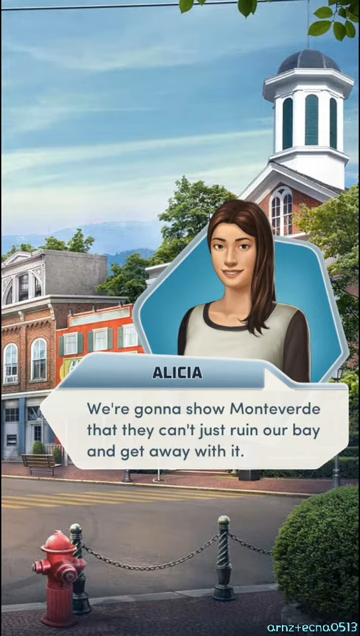 ALICIA
We're gonna show Monteverde
that they can't just ruin our bay
and get away with it.
arnz+ecna0513